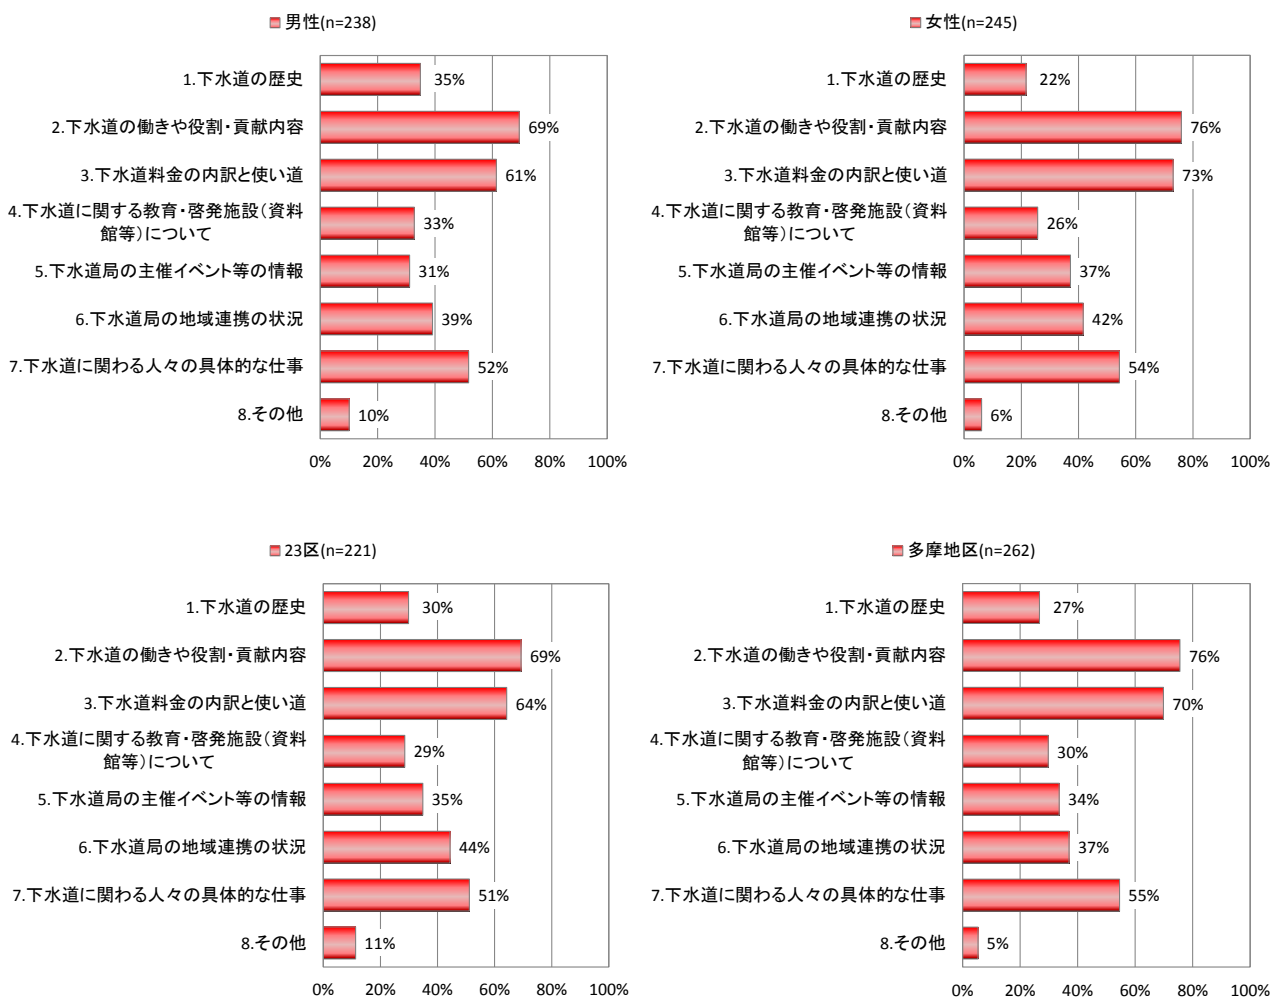 男性(n=238)
1.下水道の歴史 35%
2.下水道の働きや役割・貢献内容 69%
3.下水道料金の内訳と使い道 61%
4.下水道に関する教育・啓発施設(資料
館等)について 33%
5.下水道局の主催イベント等の情報 31%
6.下水道局の地域連携の状況 39%
7.下水道に関わる人々の具体的な仕事 52%
8.その他 10%
0% 20% 40% 60% 80% 100%
女性(n=245)
1.下水道の歴史 22%
2.下水道の働きや役割・貢献内容 76%
3.下水道料金の内訳と使い道 73%
4.下水道に関する教育・啓発施設(資料
館等)について 26%
5.下水道局の主催イベント等の情報 37%
6.下水道局の地域連携の状況 42%
7.下水道に関わる人々の具体的な仕事 54%
8.その他 6%
0% 20% 40% 60% 80% 100%
23区(n=221)
1.下水道の歴史 30%
2.下水道の働きや役割・貢献内容 69%
3.下水道料金の内訳と使い道 64%
4.下水道に関する教育・啓発施設(資料
館等)について 29%
5.下水道局の主催イベント等の情報 35%
6.下水道局の地域連携の状況 44%
7.下水道に関わる人々の具体的な仕事 51%
8.その他 11%
0% 20% 40% 60% 80% 100%
多摩地区(n=262)
1.下水道の歴史 27%
2.下水道の働きや役割・貢献内容 76%
3.下水道料金の内訳と使い道 70%
4.下水道に関する教育・啓発施設(資料
館等)について 30%
5.下水道局の主催イベント等の情報 34%
6.下水道局の地域連携の状況 37%
7.下水道に関わる人々の具体的な仕事 55%
8.その他 5%
0% 20% 40% 60% 80% 100%